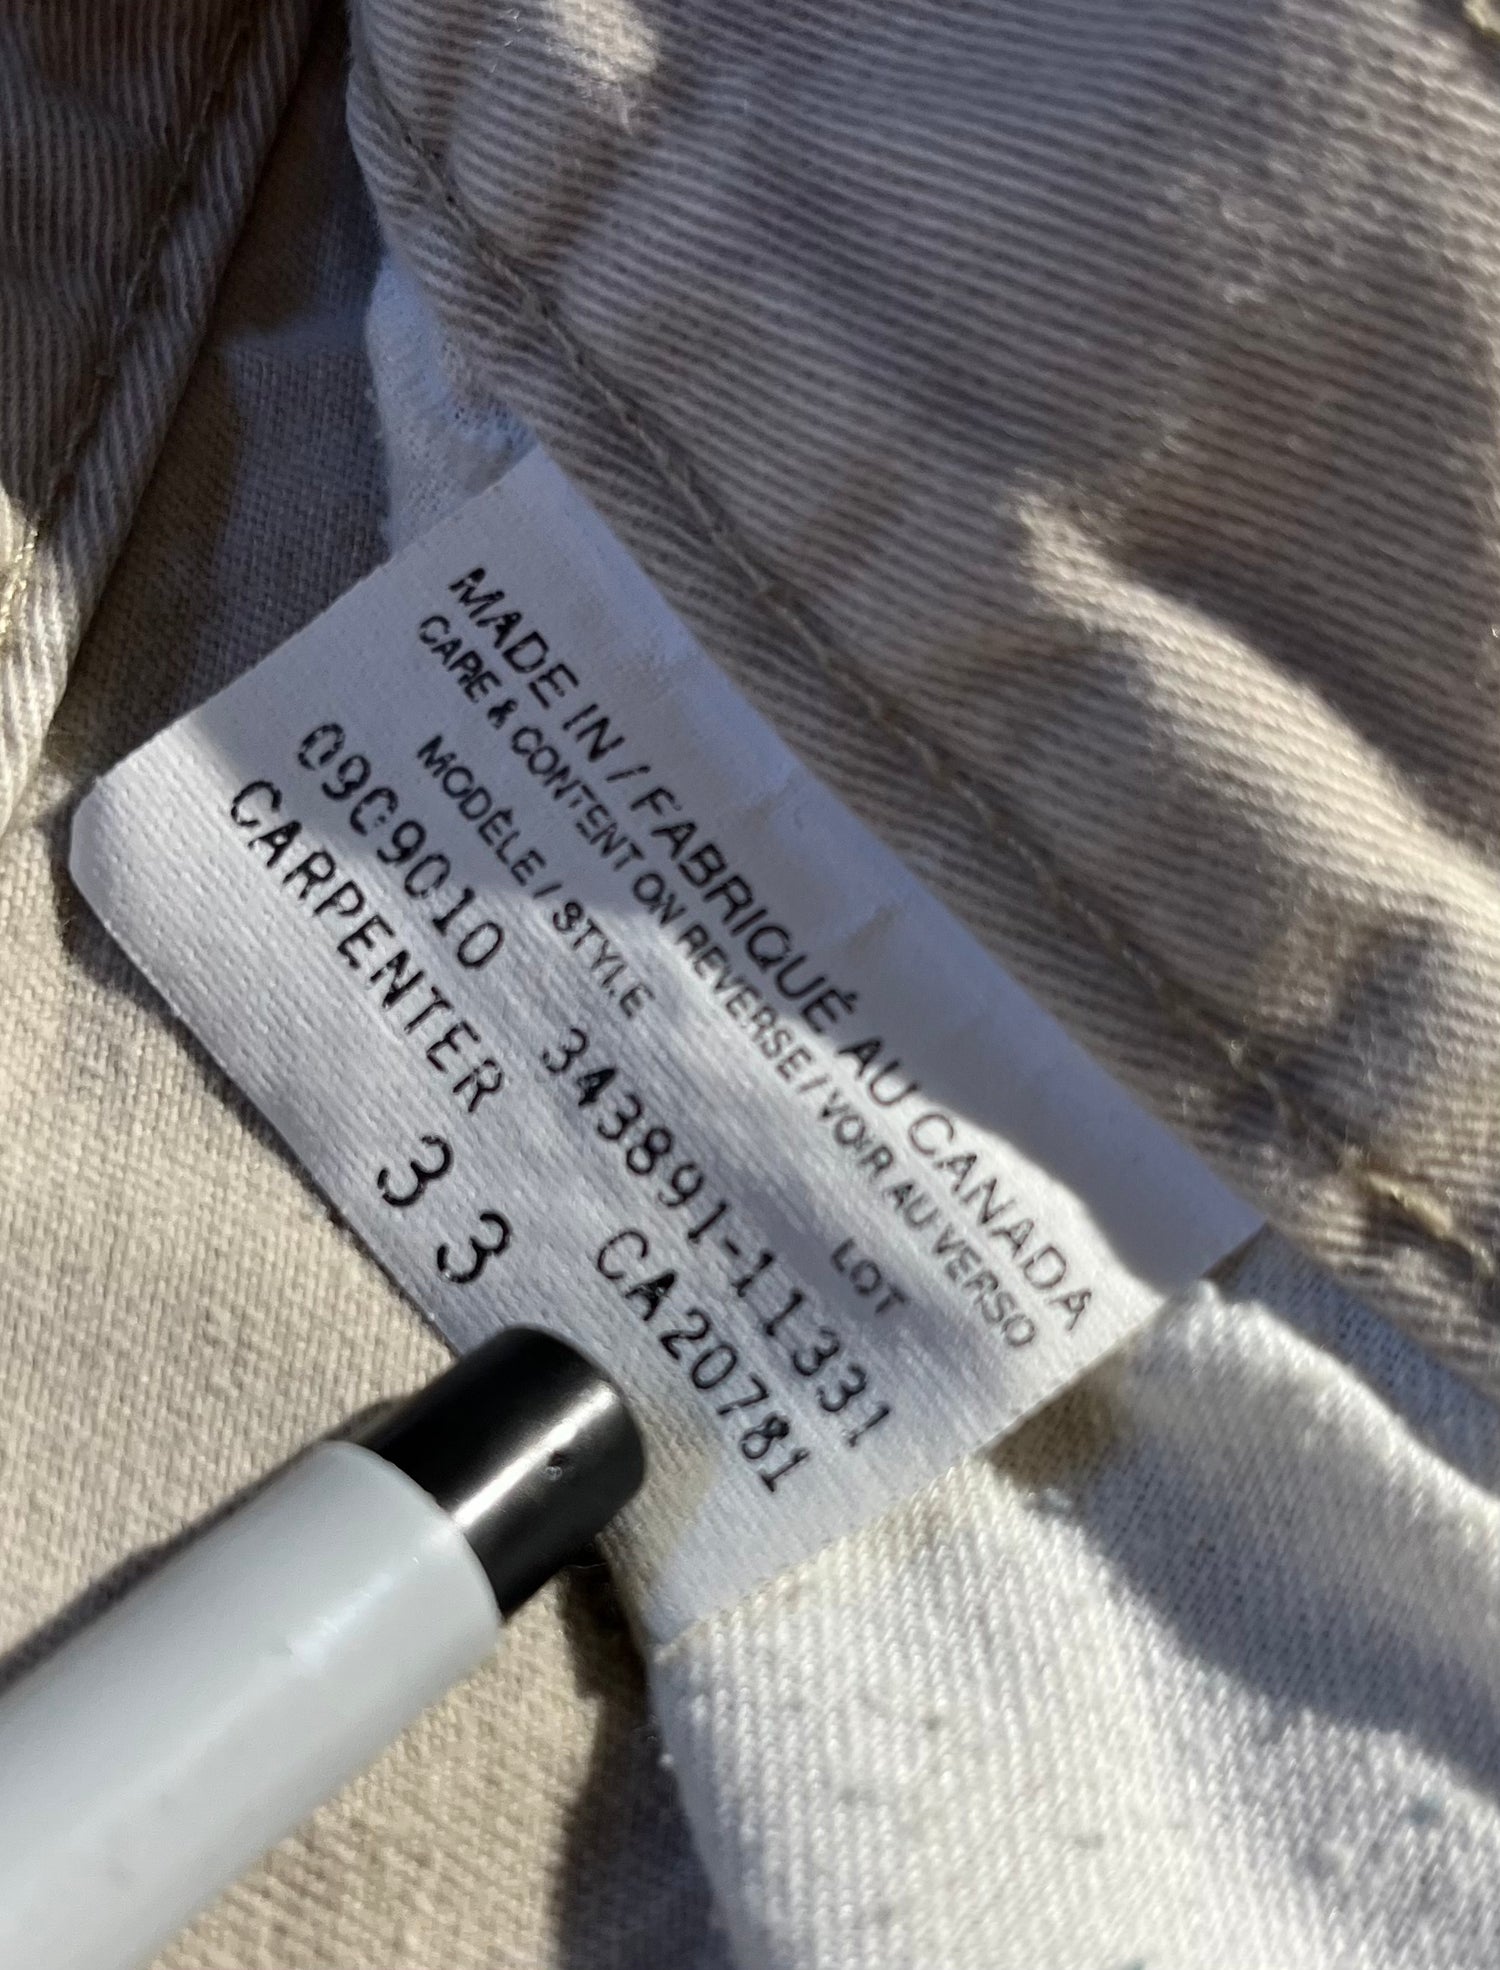 MADE IN / FABRIQUÉ AU CANADA
CARE & CONTENT ON REVERSE / VOIR AU VERSO
MODÈLE / STYLE LOT
0909010 343891-11331
CARPENTER CA20781
33